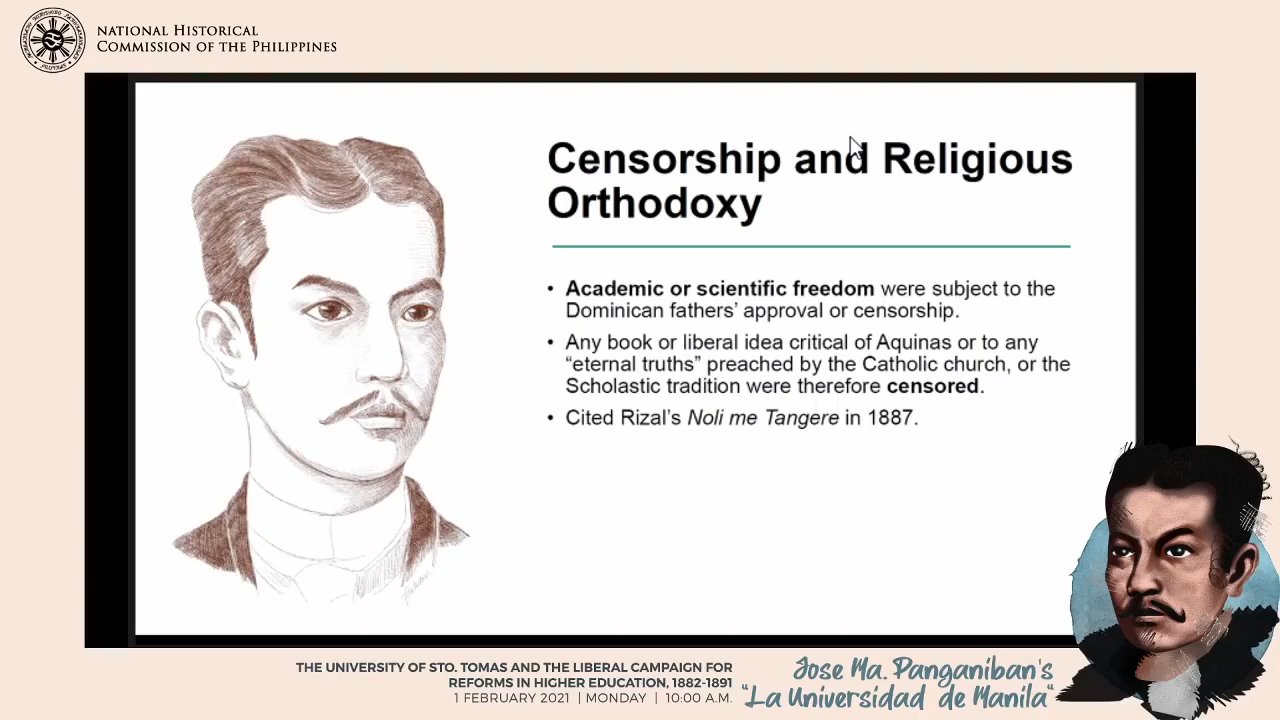 NATIONAL HISTORICAL
COMMISSION OF THE PHILIPPINES
Censorship and Religious
Orthodoxy
• Academic or scientific freedom were subject to the
Dominican fathers’ approval or censorship.
• Any book or liberal idea critical of Aquinas or to any
“eternal truths” preached by the Catholic church, or the
Scholastic tradition were therefore censored.
• Cited Rizal’s Noli me Tangere in 1887.
THE UNIVERSITY OF STO. TOMAS AND THE LIBERAL CAMPAIGN FOR
REFORMS IN HIGHER EDUCATION, 1882-1891
1 FEBRUARY 2021 | MONDAY | 10:00 A.M.
Jose Ma. Panganiban's
"La Universidad de Manila"